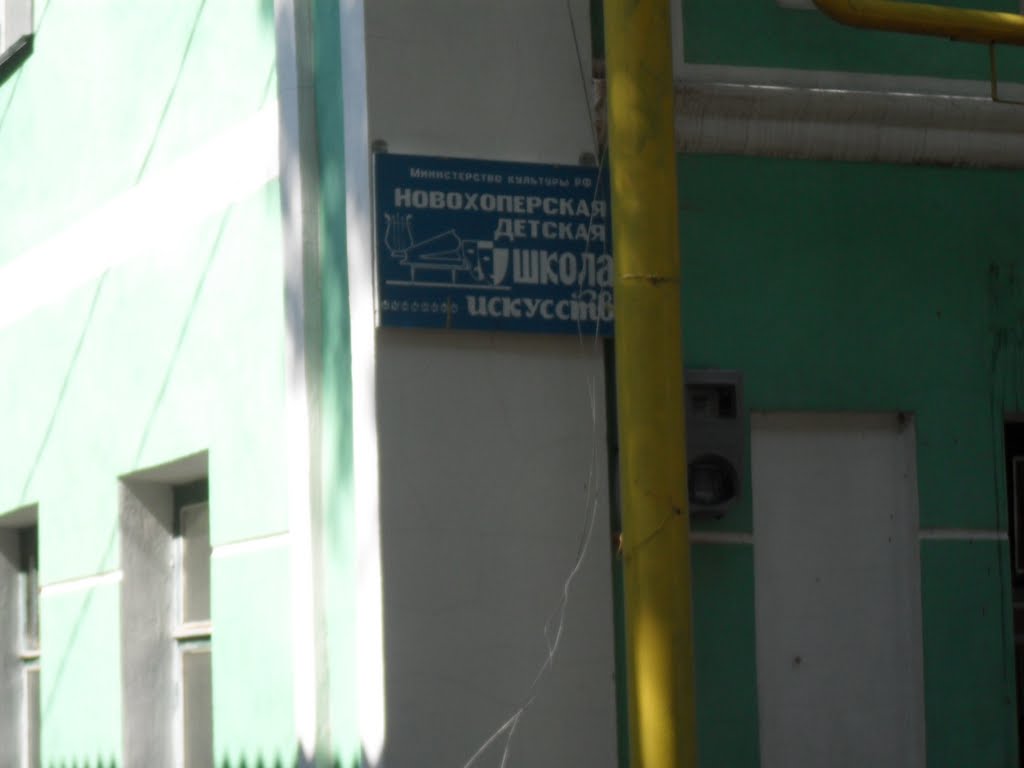 Министерство культуры РФ
НОВОХОПЕРСКАЯ
ДЕТСКАЯ
ШКОЛА
искусств